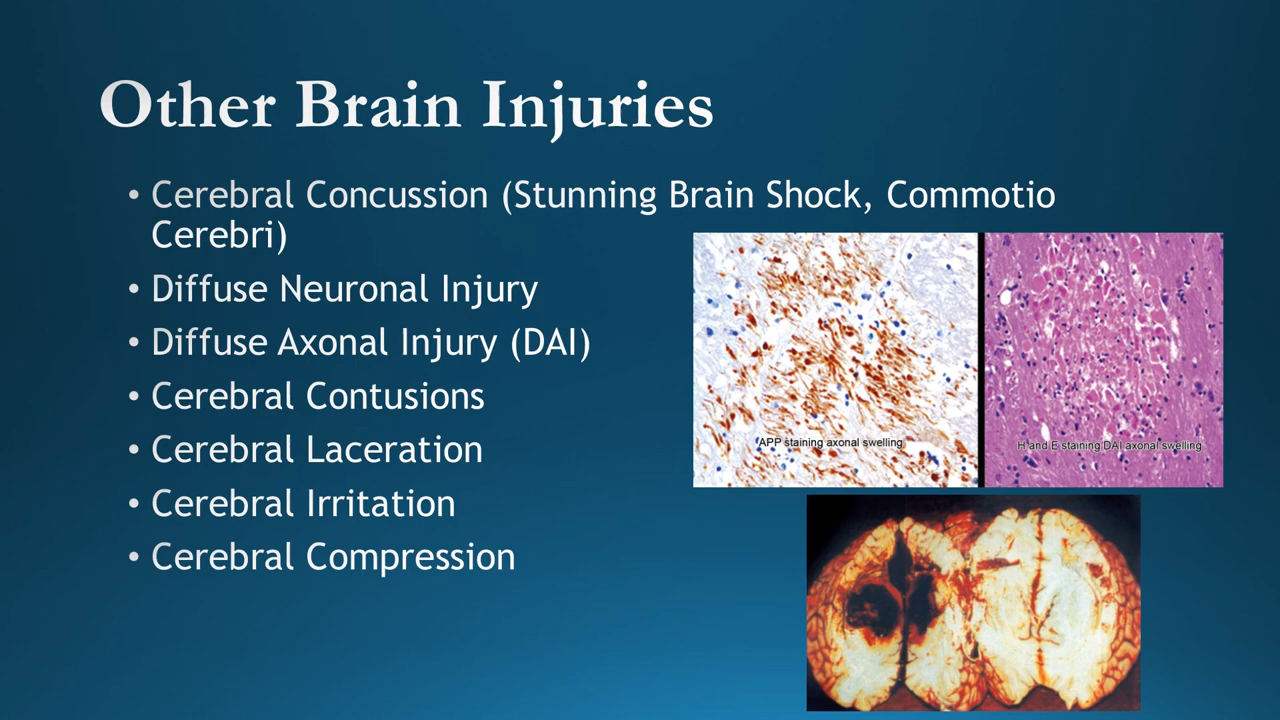 Other Brain Injuries
• Cerebral Concussion (Stunning Brain Shock, Commotio
Cerebri)
• Diffuse Neuronal Injury
• Diffuse Axonal Injury (DAI)
• Cerebral Contusions
• Cerebral Laceration
• Cerebral Irritation
• Cerebral Compression
APP staining axonal swelling
H and E staining DAI axonal swelling